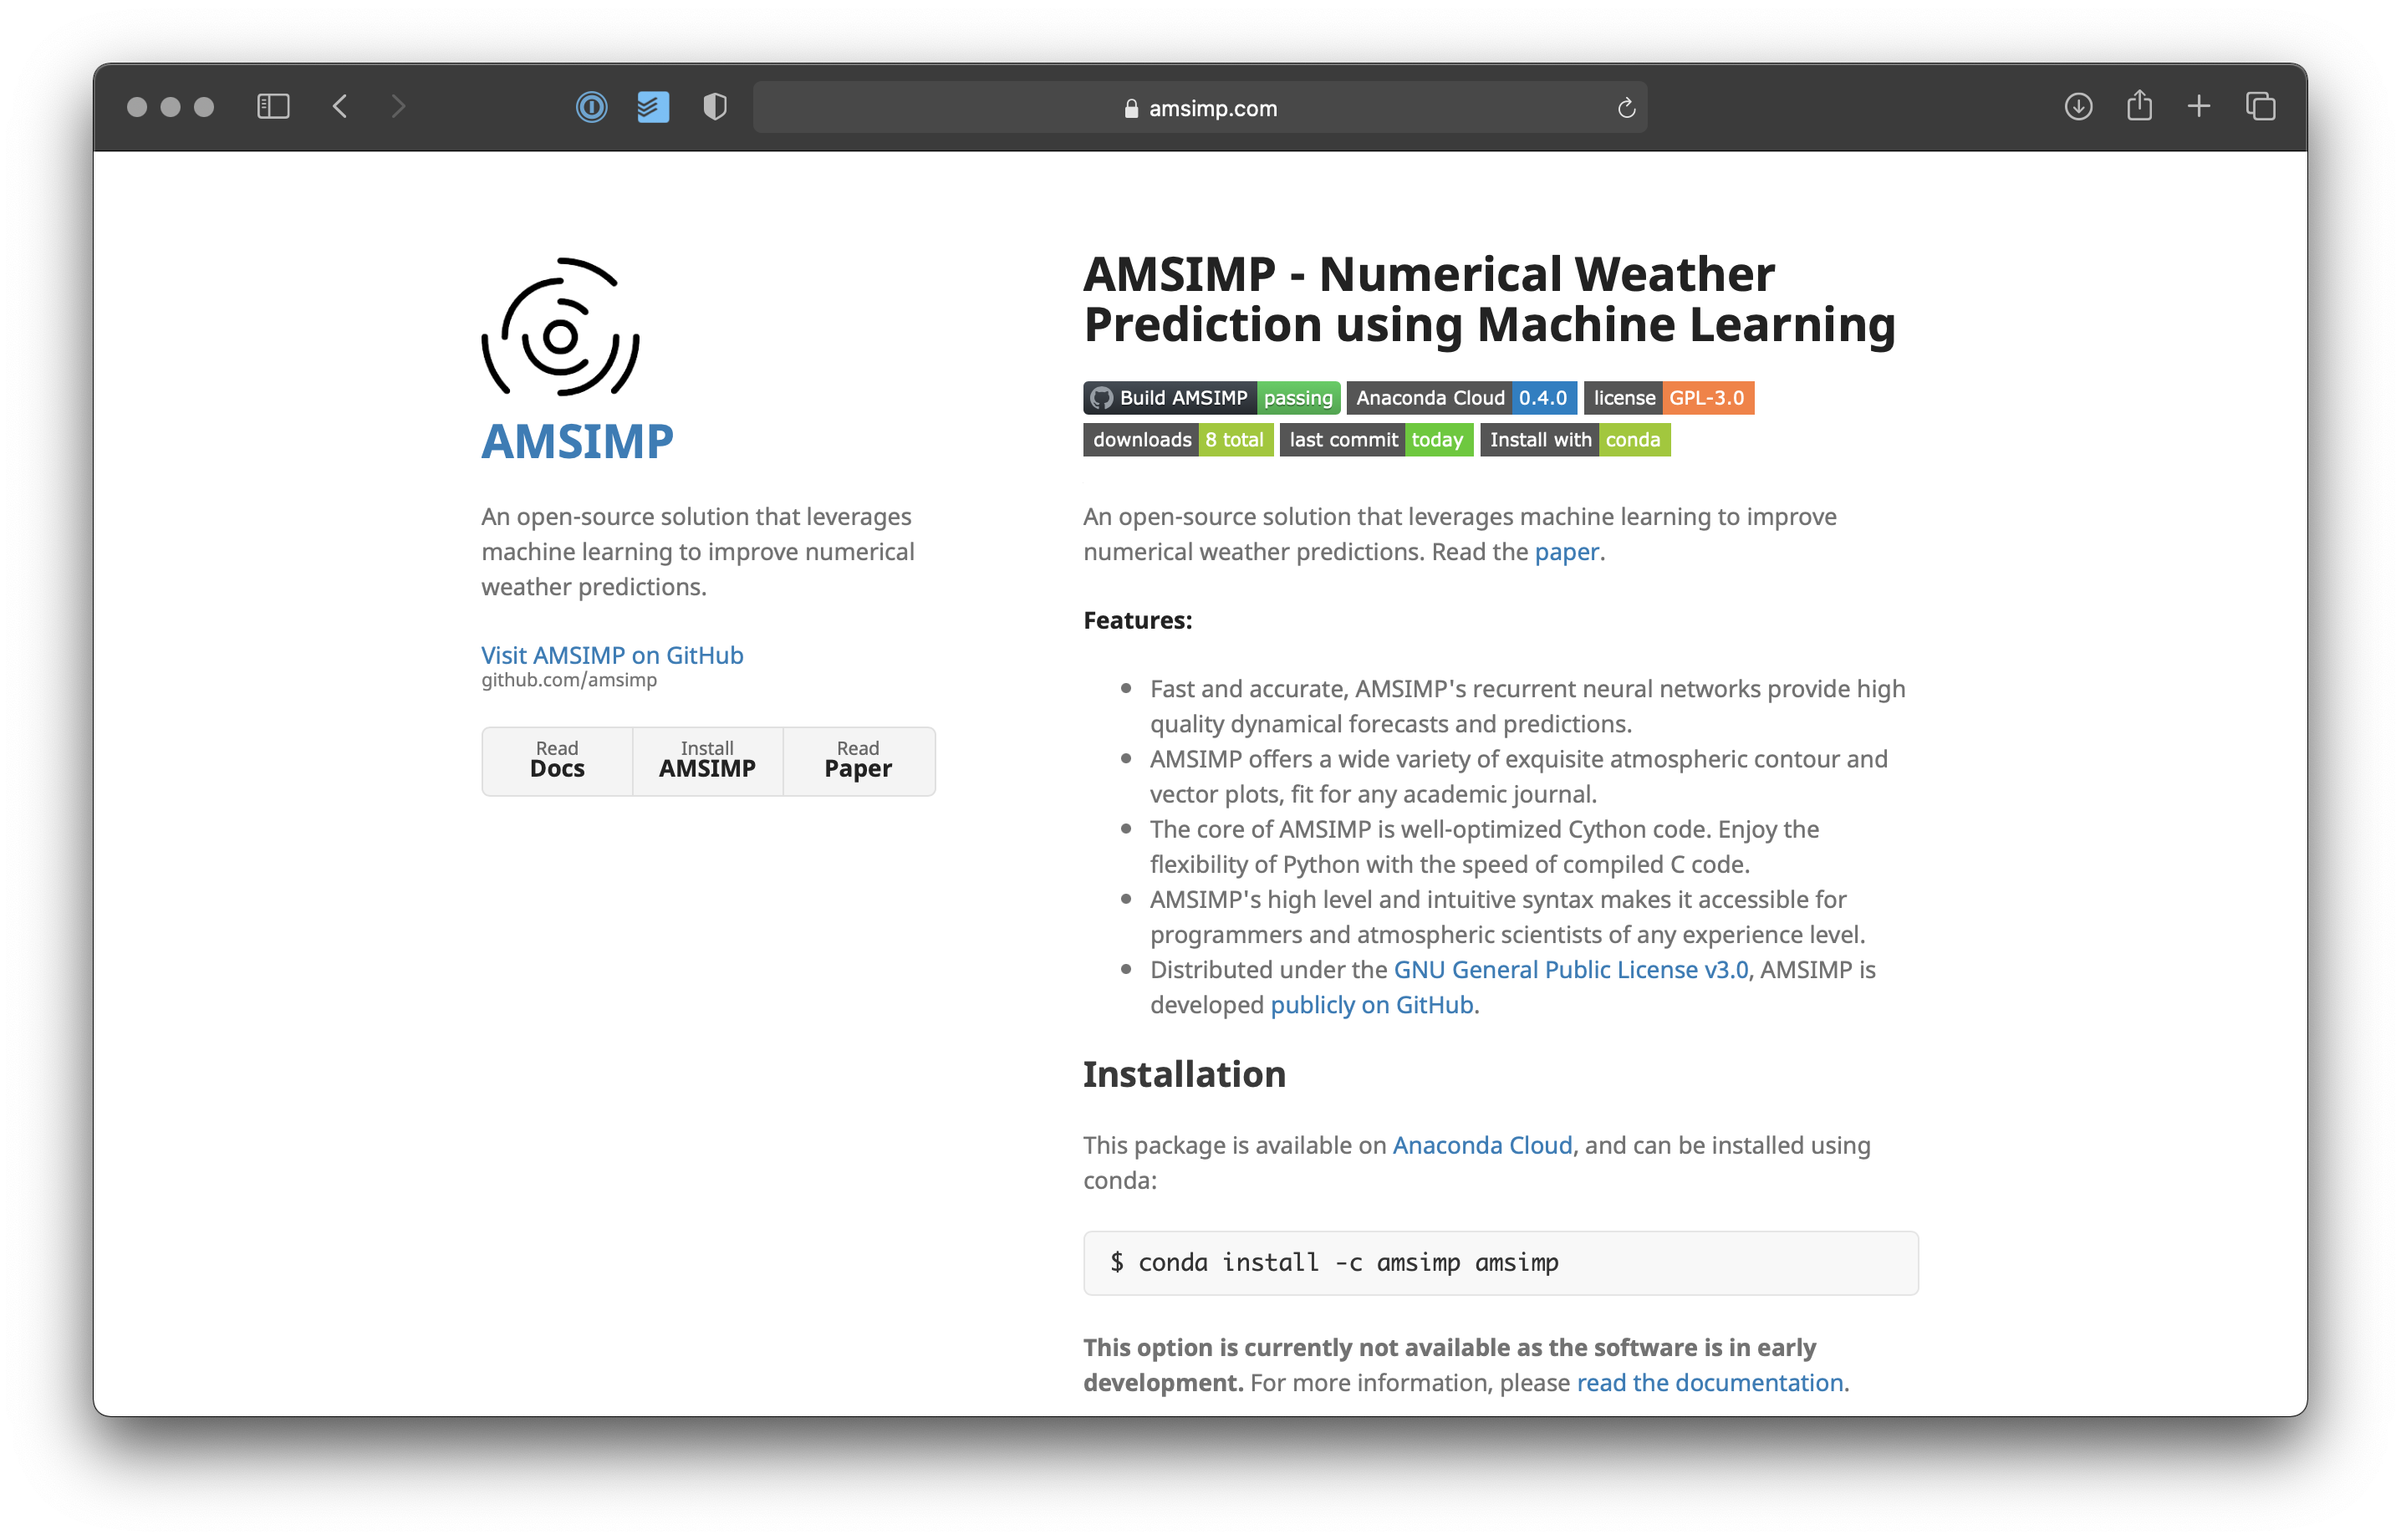 amsimp.com
AMSIMP
An open-source solution that leverages
machine learning to improve numerical
weather predictions.
Visit AMSIMP on GitHub
github.com/amsimp
Read
Docs
Install
AMSIMP
Read
Paper
AMSIMP - Numerical Weather
Prediction using Machine Learning
Build AMSIMP passing Anaconda Cloud 0.4.0 license GPL-3.0
downloads 8 total last commit today Install with conda
An open-source solution that leverages machine learning to improve
numerical weather predictions. Read the paper.
Features:
Fast and accurate, AMSIMP's recurrent neural networks provide high
quality dynamical forecasts and predictions.
AMSIMP offers a wide variety of exquisite atmospheric contour and
vector plots, fit for any academic journal.
The core of AMSIMP is well-optimized Cython code. Enjoy the
flexibility of Python with the speed of compiled C code.
AMSIMP's high level and intuitive syntax makes it accessible for
programmers and atmospheric scientists of any experience level.
Distributed under the GNU General Public License v3.0, AMSIMP is
developed publicly on GitHub.
Installation
This package is available on Anaconda Cloud, and can be installed using
conda:
$ conda install -c amsimp amsimp
This option is currently not available as the software is in early
development. For more information, please read the documentation.